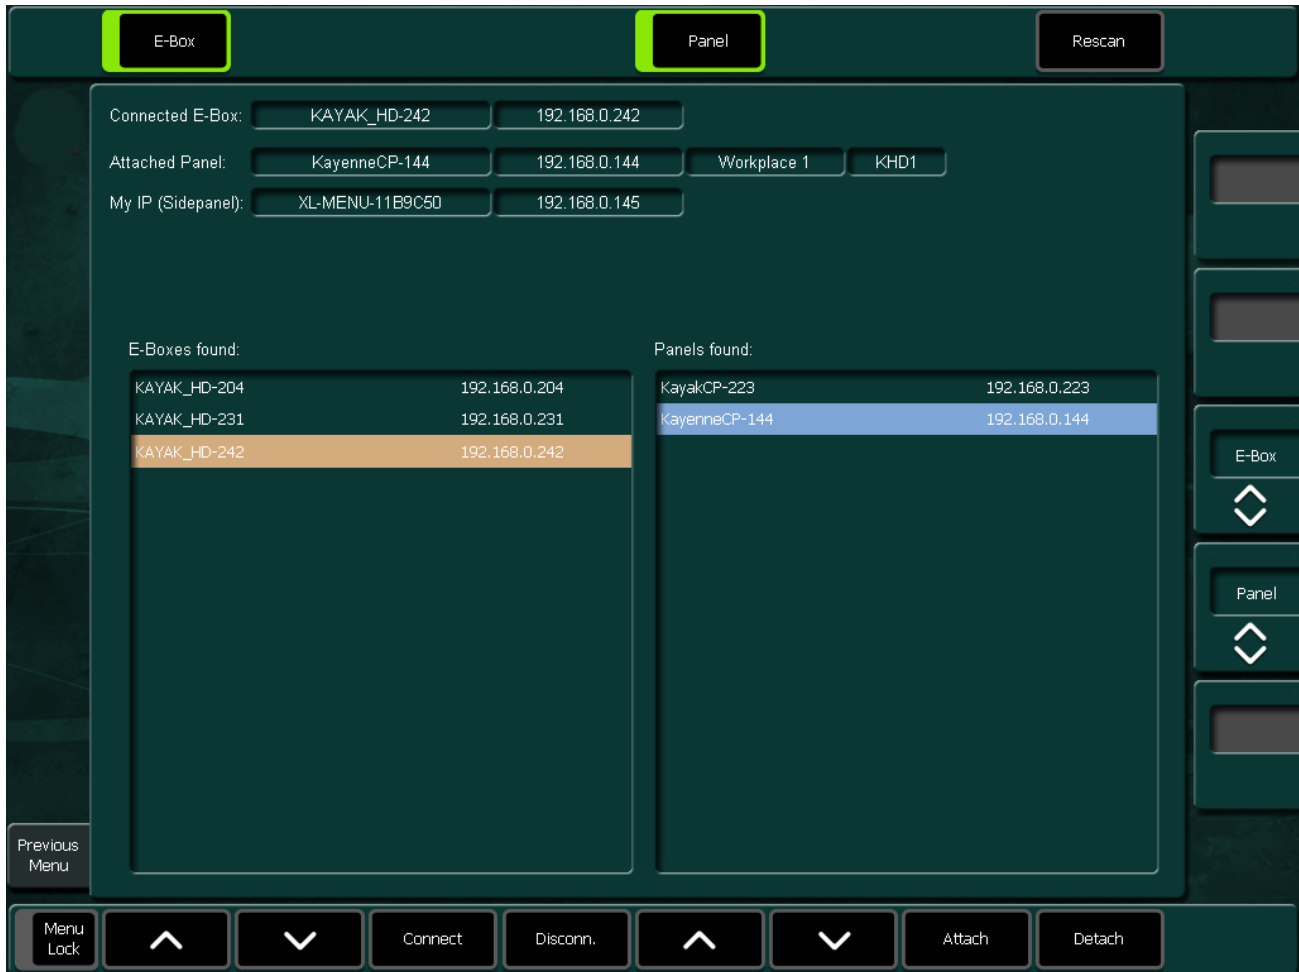 E-Box Panel Rescan
Connected E-Box: KAYAK_HD-242 192.168.0.242
Attached Panel: KayenneCP-144 192.168.0.144 Workplace 1 KHD1
My IP (Sidepanel): XL-MENU-11B9C50 192.168.0.145
E-Boxes found: Panels found:
KAYAK_HD-204 192.168.0.204 KayakCP-223 192.168.0.223
KAYAK_HD-231 192.168.0.231 KayenneCP-144 192.168.0.144
KAYAK_HD-242 192.168.0.242
E-Box
Panel
Previous
Menu
Menu
Lock
Connect Disconn. Attach Detach